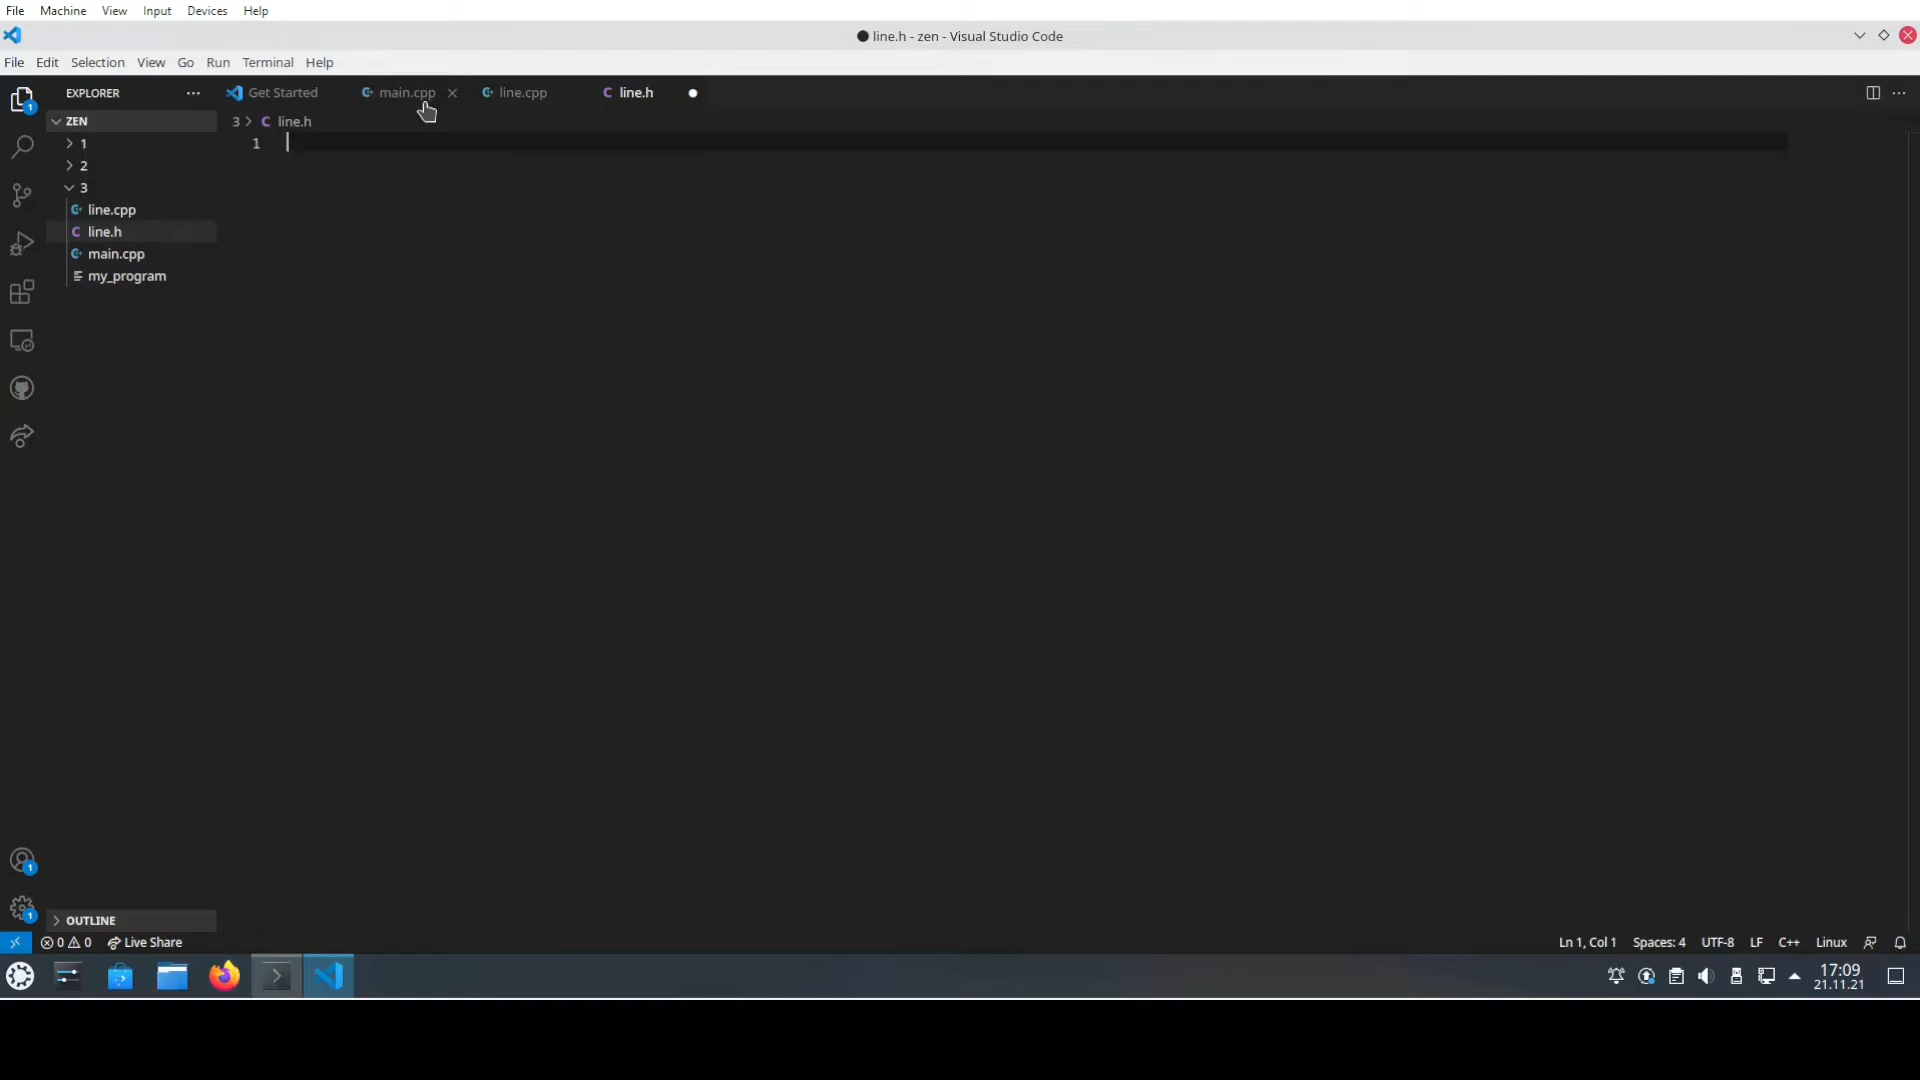 File Machine View Input Devices Help
● line.h - zen - Visual Studio Code
File Edit Selection View Go Run Terminal Help
EXPLORER
Get Started
main.cpp
line.cpp
line.h
ZEN
3 > line.h
1
1
2
3
line.cpp
line.h
main.cpp
my_program
1
1
1
OUTLINE
0 0 Live Share
Ln 1, Col 1 Spaces: 4 UTF-8 LF C++ Linux
17:09
21.11.21